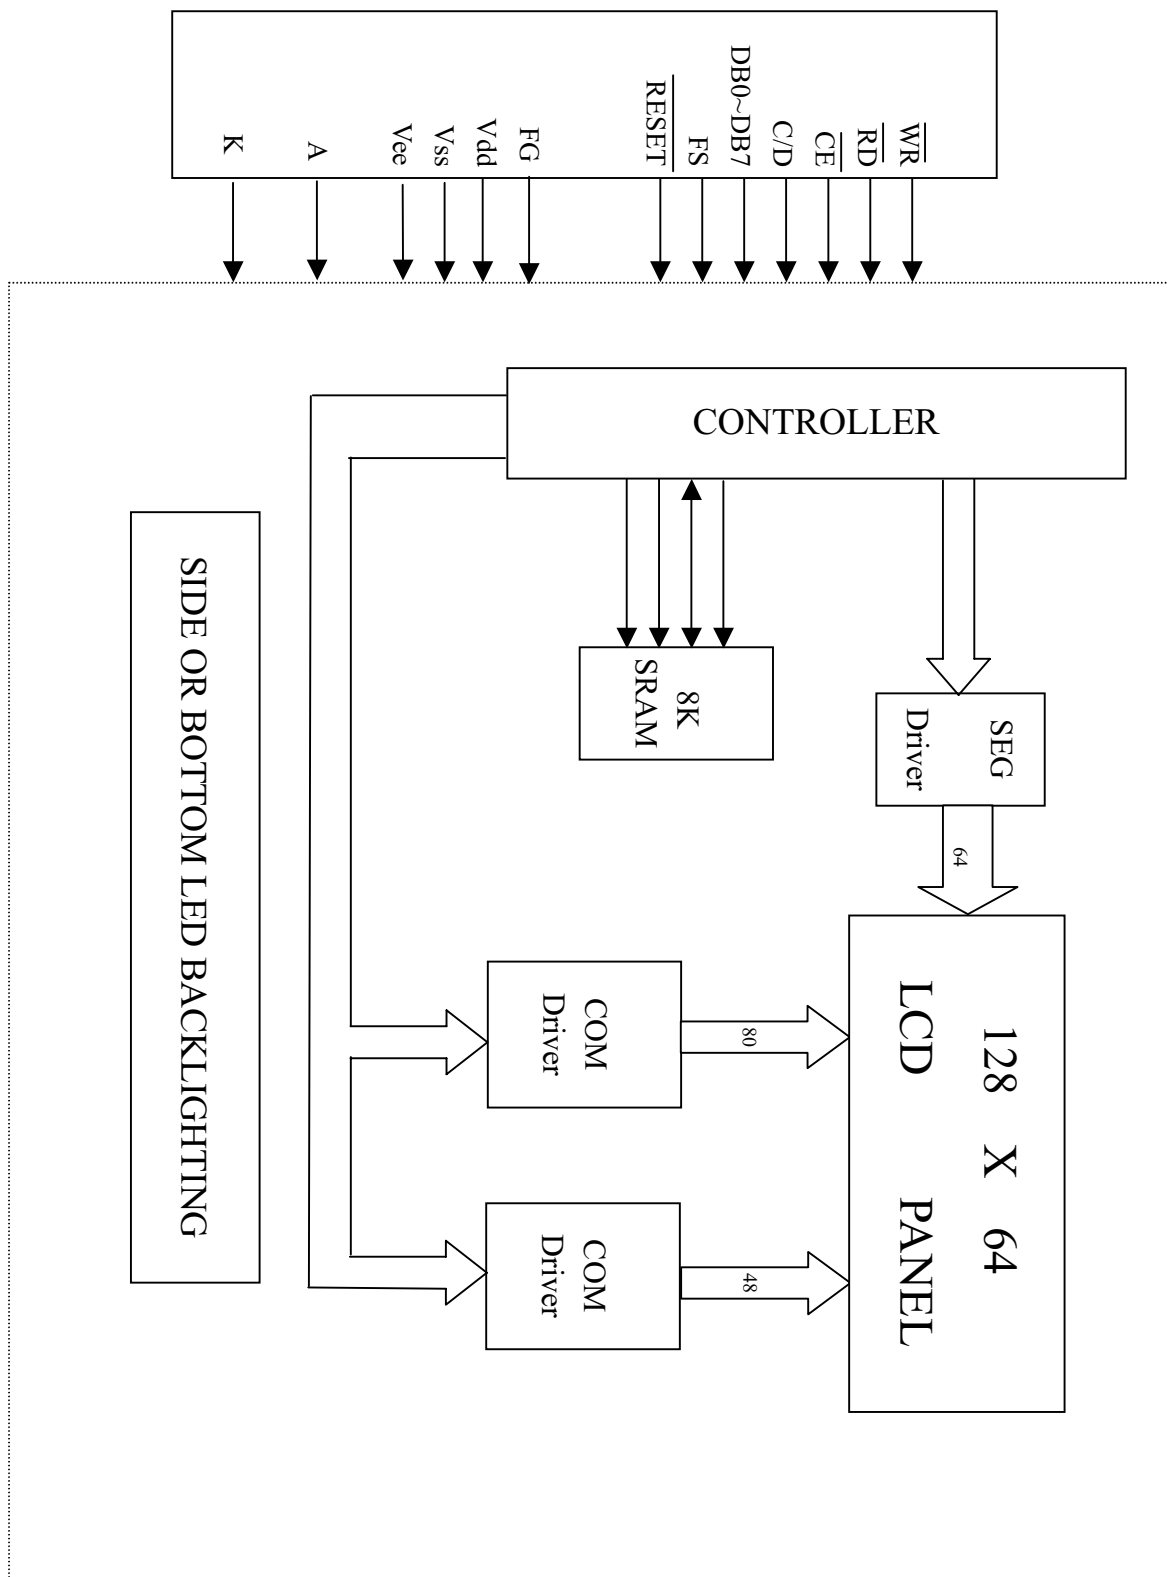 WR
RD
CE
C/D
DB0~DB7
FS
RESET
FG
Vdd
Vss
Vee
A
K
CONTROLLER
SEG
Driver
64
8K
SRAM
128 X 64
LCD PANEL
COM
Driver
80
COM
Driver
48
SIDE OR BOTTOM LED BACKLIGHTING